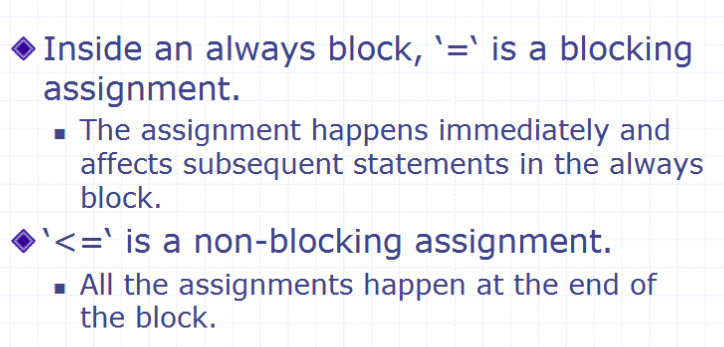 Inside an always block, ‘=‘ is a blocking
assignment.
The assignment happens immediately and
affects subsequent statements in the always
block.
‘<=‘ is a non-blocking assignment.
All the assignments happen at the end of
the block.